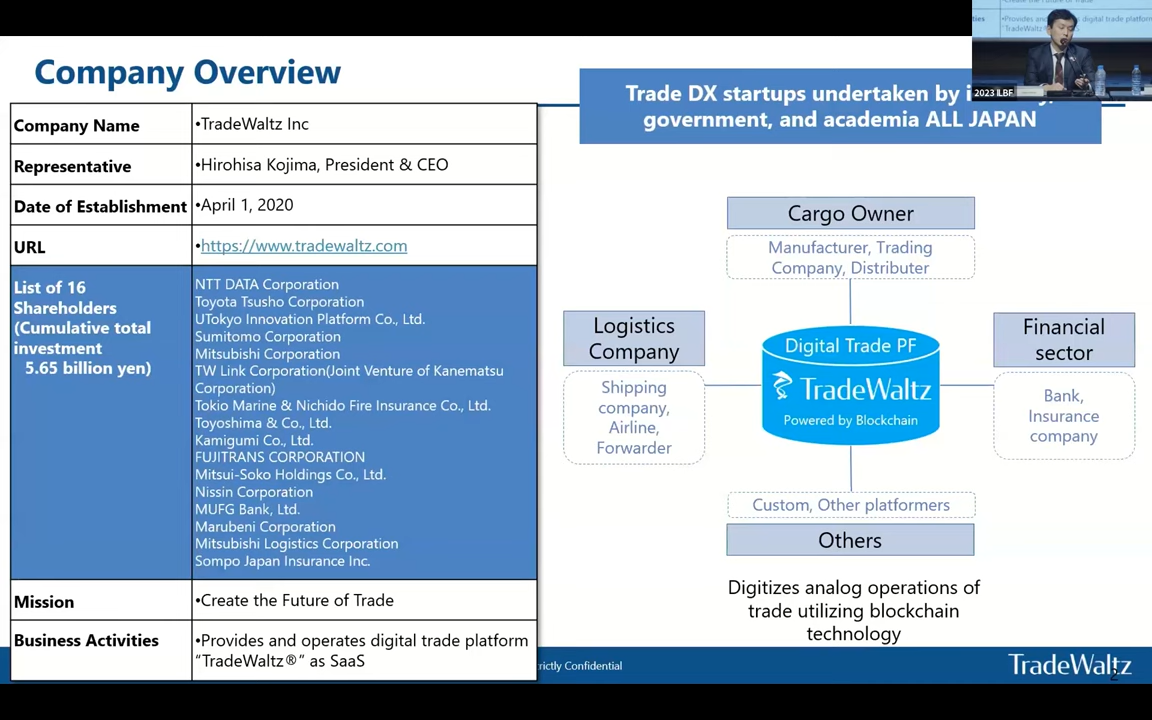 Company Overview
Company Name
•TradeWaltz Inc
Representative
•Hirohisa Kojima, President & CEO
Date of Establishment
•April 1, 2020
URL
•https://www.tradewaltz.com
List of 16
Shareholders
(Cumulative total
investment
5.65 billion yen)
NTT DATA Corporation
Toyota Tsusho Corporation
UTokyo Innovation Platform Co., Ltd.
Sumitomo Corporation
Mitsubishi Corporation
TW Link Corporation(Joint Venture of Kanematsu
Corporation)
Tokio Marine & Nichido Fire Insurance Co., Ltd.
Toyoshima & Co., Ltd.
Kamigumi Co., Ltd.
FUJITRANS CORPORATION
Mitsui-Soko Holdings Co., Ltd.
Nissin Corporation
MUFG Bank, Ltd.
Marubeni Corporation
Mitsubishi Logistics Corporation
Sompo Japan Insurance Inc.
Mission
•Create the Future of Trade
Business Activities
•Provides and operates digital trade platform
“TradeWaltz®” as SaaS
Trade DX startups undertaken by
government, and academia ALL JAPAN
Cargo Owner
Manufacturer, Trading
Company, Distributer
Logistics
Company
Shipping
company,
Airline,
Forwarder
Digital Trade PF
TradeWaltz
Powered by Blockchain
Financial
sector
Bank,
Insurance
company
Custom, Other platformers
Others
Digitizes analog operations of
trade utilizing blockchain
technology
Confidential
TradeWaltz
2
2023 ILBF
•Provides and digital trade platform